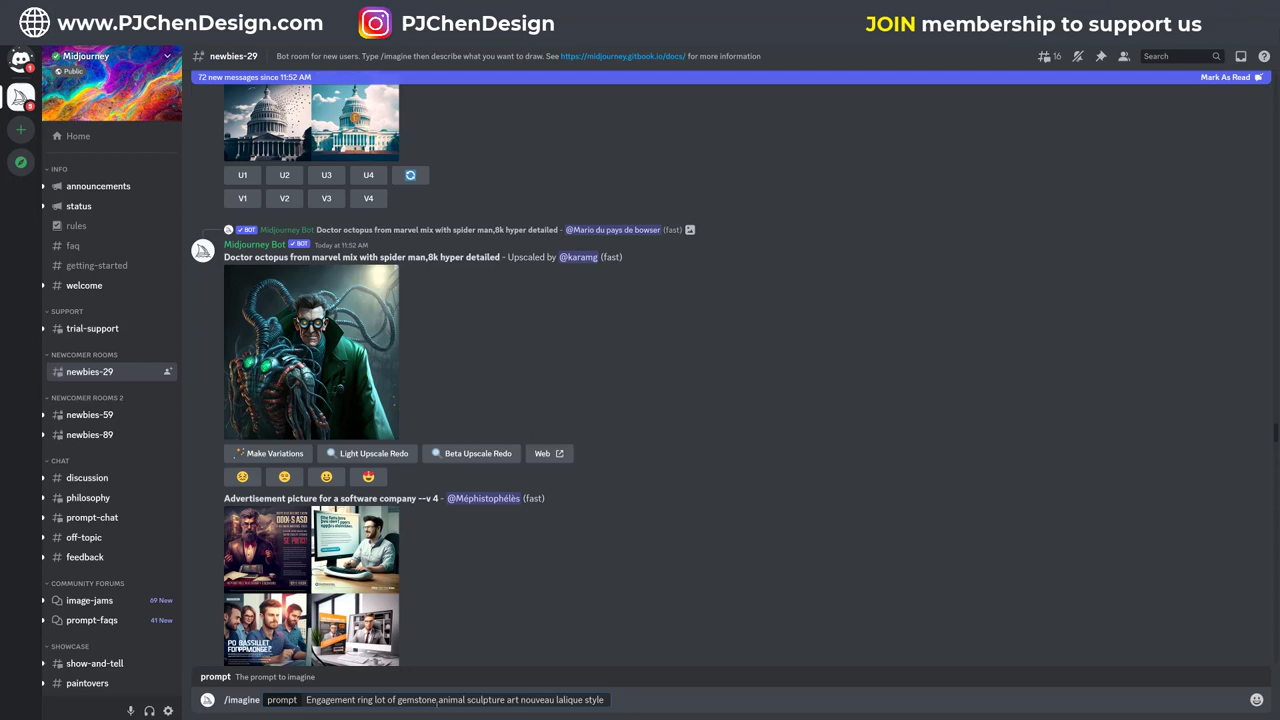 www.PJChenDesign.com
PJChenDesign
JOIN membership to support us
Midjourney
Public
newbies-29
Bot room for new users. Type /imagine then describe what you want to draw. See https://midjourney.gitbook.io/docs/ for more information
16
Search
72 new messages since 11:52 AM
Mark As Read
1
5
Home
INFO
announcements
status
rules
faq
getting-started
welcome
SUPPORT
trial-support
NEWCOMER ROOMS
newbies-29
NEWCOMER ROOMS 2
newbies-59
newbies-89
CHAT
discussion
philosophy
prompt-chat
off-topic
feedback
COMMUNITY FORUMS
image-jams 69 New
prompt-faqs 41 New
SHOWCASE
show-and-tell
paintovers
U1 U2 U3 U4
V1 V2 V3 V4
BOT Midjourney Bot Doctor octopus from marvel mix with spider man,8k hyper detailed - @Mario du pays de bowser (fast)
Midjourney Bot BOT Today at 11:52 AM
Doctor octopus from marvel mix with spider man,8k hyper detailed - Upscaled by @karamg (fast)
Make Variations Light Upscale Redo Beta Upscale Redo Web
Advertisement picture for a software company --v 4 - @Méphistophélès (fast)
PO BASSILET
prompt The prompt to imagine
/imagine prompt Engagement ring lot of gemstone animal sculpture art nouveau lalique style